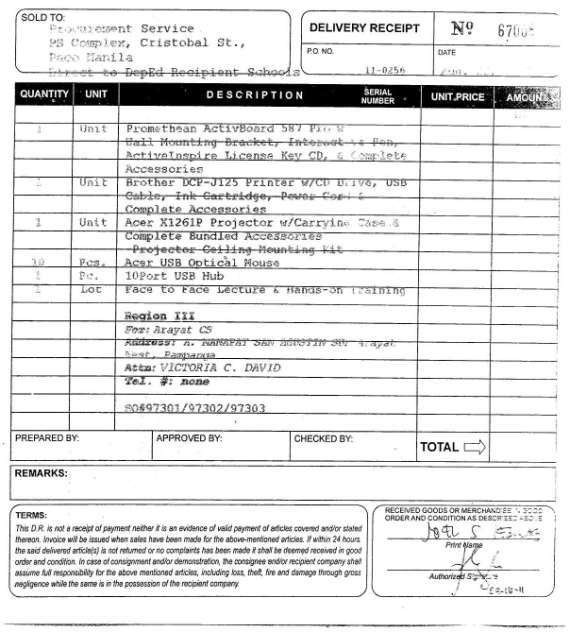 SOLD TO:
Procurement Service
PS Complex, Cristobal St.,
Paco Manila
Direct to DepEd Recipient Schools
DELIVERY RECEIPT
Nº
P.O. NO.
11-0256
DATE
QUANTITY UNIT DESCRIPTION SERIAL NUMBER UNIT.PRICE AMOUNT
1 Unit Promethean ActivBoard 587 Pro w
Wall Mounting Bracket, Interactive Pen,
ActivInspire License Key CD, & Complete
Accessories
1 Unit Brother DCP-J125 Printer w/CD Drive, USB
Cable, Ink Cartridge, Power Cord &
Complete Accessories
1 Unit Acer X1261P Projector w/Carrying Case &
Complete Bundled Accessories
-Projector Ceiling Mounting Kit
10 Pcs. Acer USB Optical Mouse
1 Pc. 10Port USB Hub
1 Lot Face to Face Lecture & Hands-on Training
Region III
For: Arayat CS
Address: SAN AGUSTIN Arayat
Pampanga
Attn: VICTORIA C. DAVID
Tel. #: none
SO#97301/97302/97303
PREPARED BY:
APPROVED BY:
CHECKED BY:
TOTAL
REMARKS:
TERMS:
This D.R. is not a receipt of payment neither it is an evidence of valid payment of articles covered and/or stated
thereon. Invoice will be issued when sales have been made for the above-mentioned articles. If within 24 hours
the said delivered article(s) is not returned or no complaints has been made it shall be deemed received in good
order and condition. In case of consignment and/or demonstration, the consignee and/or recipient company shall
assume full responsibility for the above mentioned articles, including loss, theft, fire and damage through gross
negligence while the same is in the possession of the recipient company.
RECEIVED GOODS OR MERCHANDISE IN GOOD
ORDER AND CONDITION AS DESCRIBED ABOVE
Print Name
Authorized Signature